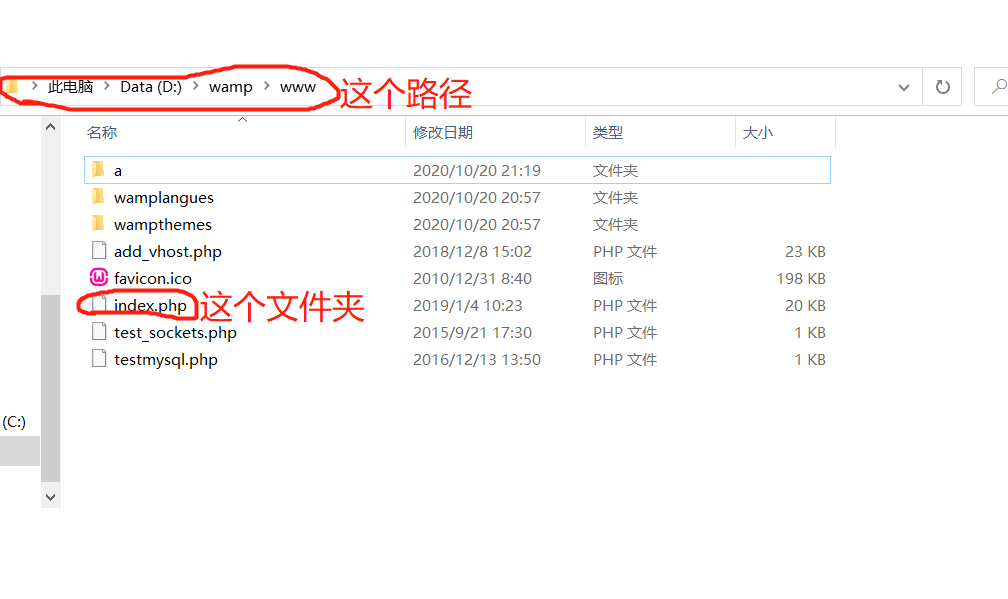 此电脑 Data (D:) wamp www 这个路径
名称 修改日期 类型 大小
a 2020/10/20 21:19 文件夹
wamplangues 2020/10/20 20:57 文件夹
wampthemes 2020/10/20 20:57 文件夹
add_vhost.php 2018/12/8 15:02 PHP 文件 23 KB
favicon.ico 2010/12/31 8:40 图标 198 KB
index.php 这个文件夹 2019/1/4 10:23 PHP 文件 20 KB
test_sockets.php 2015/9/21 17:30 PHP 文件 1 KB
testmysql.php 2016/12/13 13:50 PHP 文件 1 KB
(C:)